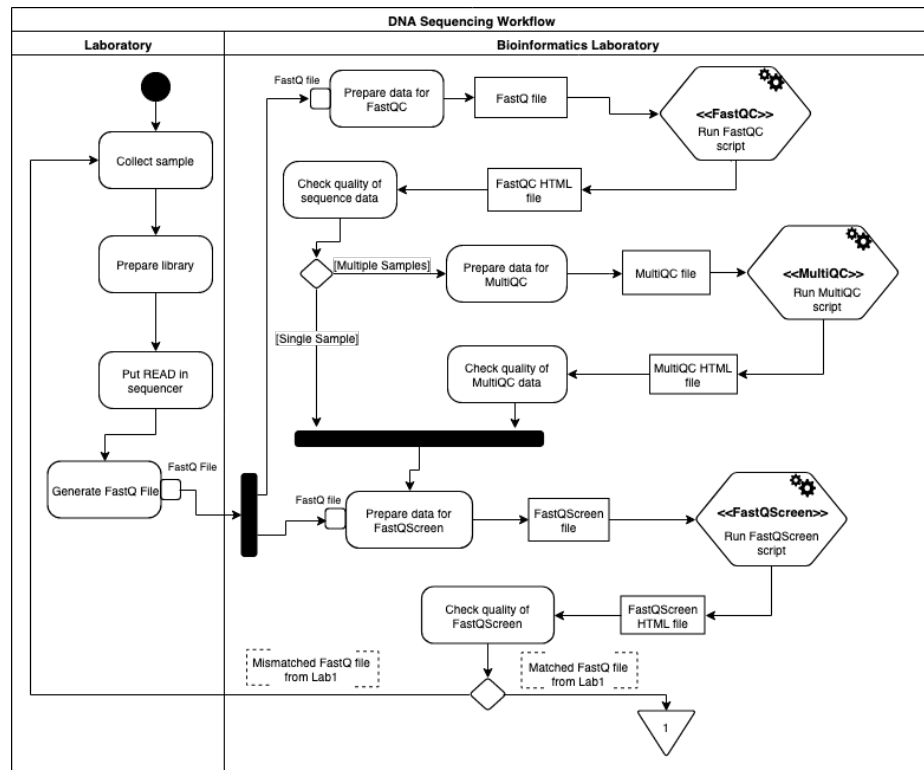 DNA Sequencing Workflow
Laboratory
Bioinformatics Laboratory
Collect sample
Prepare library
Put READ in
sequencer
Generate FastQ File
FastQ File
FastQ file
Prepare data for
FastQC
FastQ file
<<FastQC>>
Run FastQC
script
FastQC HTML
file
Check quality of
sequence data
[Multiple Samples]
[Single Sample]
Prepare data for
MultiQC
MultiQC file
<<MultiQC>>
Run MultiQC
script
MultiQC HTML
file
Check quality of
MultiQC data
FastQ file
Prepare data for
FastQScreen
FastQScreen
file
<<FastQScreen>>
Run FastQScreen
script
FastQScreen
HTML file
Check quality of
FastQScreen
Mismatched FastQ file
from Lab1
Matched FastQ file
from Lab1
1